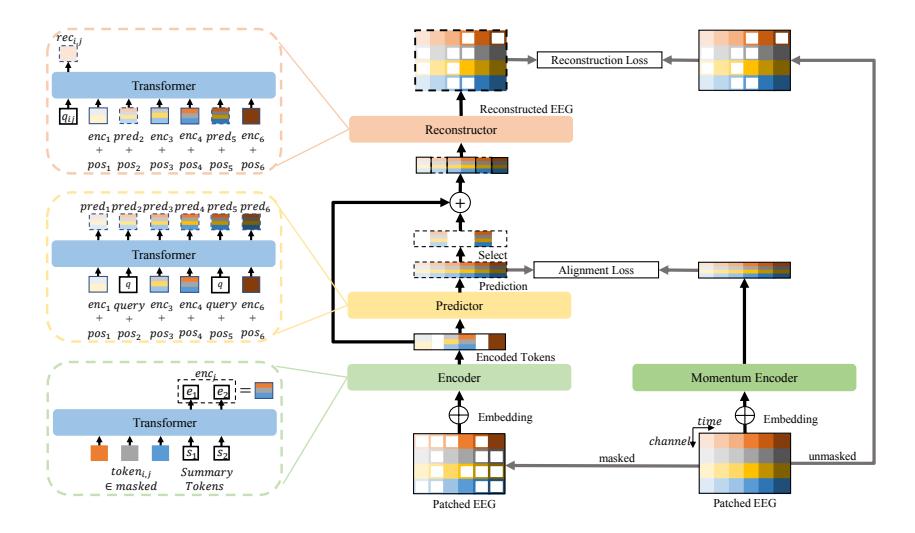 rec_{i,j}
Transformer
q_{ij}
enc_1 pred_2 enc_3 enc_4 pred_5 enc_6
+ + + + + +
pos_1 pos_2 pos_3 pos_4 pos_5 pos_6
Reconstruction Loss
Reconstructed EEG
Reconstructor
+
pred_1 pred_2 pred_3 pred_4 pred_5 pred_6
Transformer
q q
enc_1 query enc_3 enc_4 query enc_6
+ + + + + +
pos_1 pos_2 pos_3 pos_4 pos_5 pos_6
Select
Alignment Loss
Prediction
Predictor
Encoded Tokens
enc_i
e_1 e_2 =
Transformer
s_1 s_2
token_{i,j} Summary
∈ masked Tokens
Encoder
Momentum Encoder
Embedding
Embedding
time
channel
masked
unmasked
Patched EEG
Patched EEG